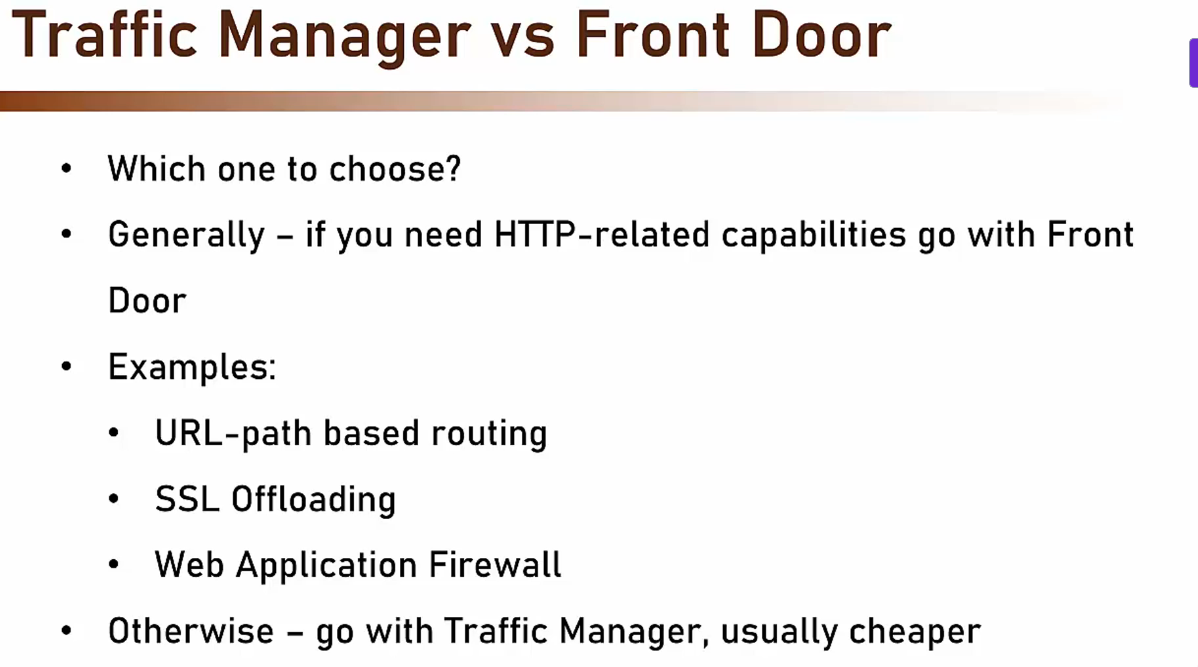 Traffic Manager vs Front Door
• Which one to choose?
• Generally – if you need HTTP-related capabilities go with Front
Door
• Examples:
• URL-path based routing
• SSL Offloading
• Web Application Firewall
• Otherwise – go with Traffic Manager, usually cheaper